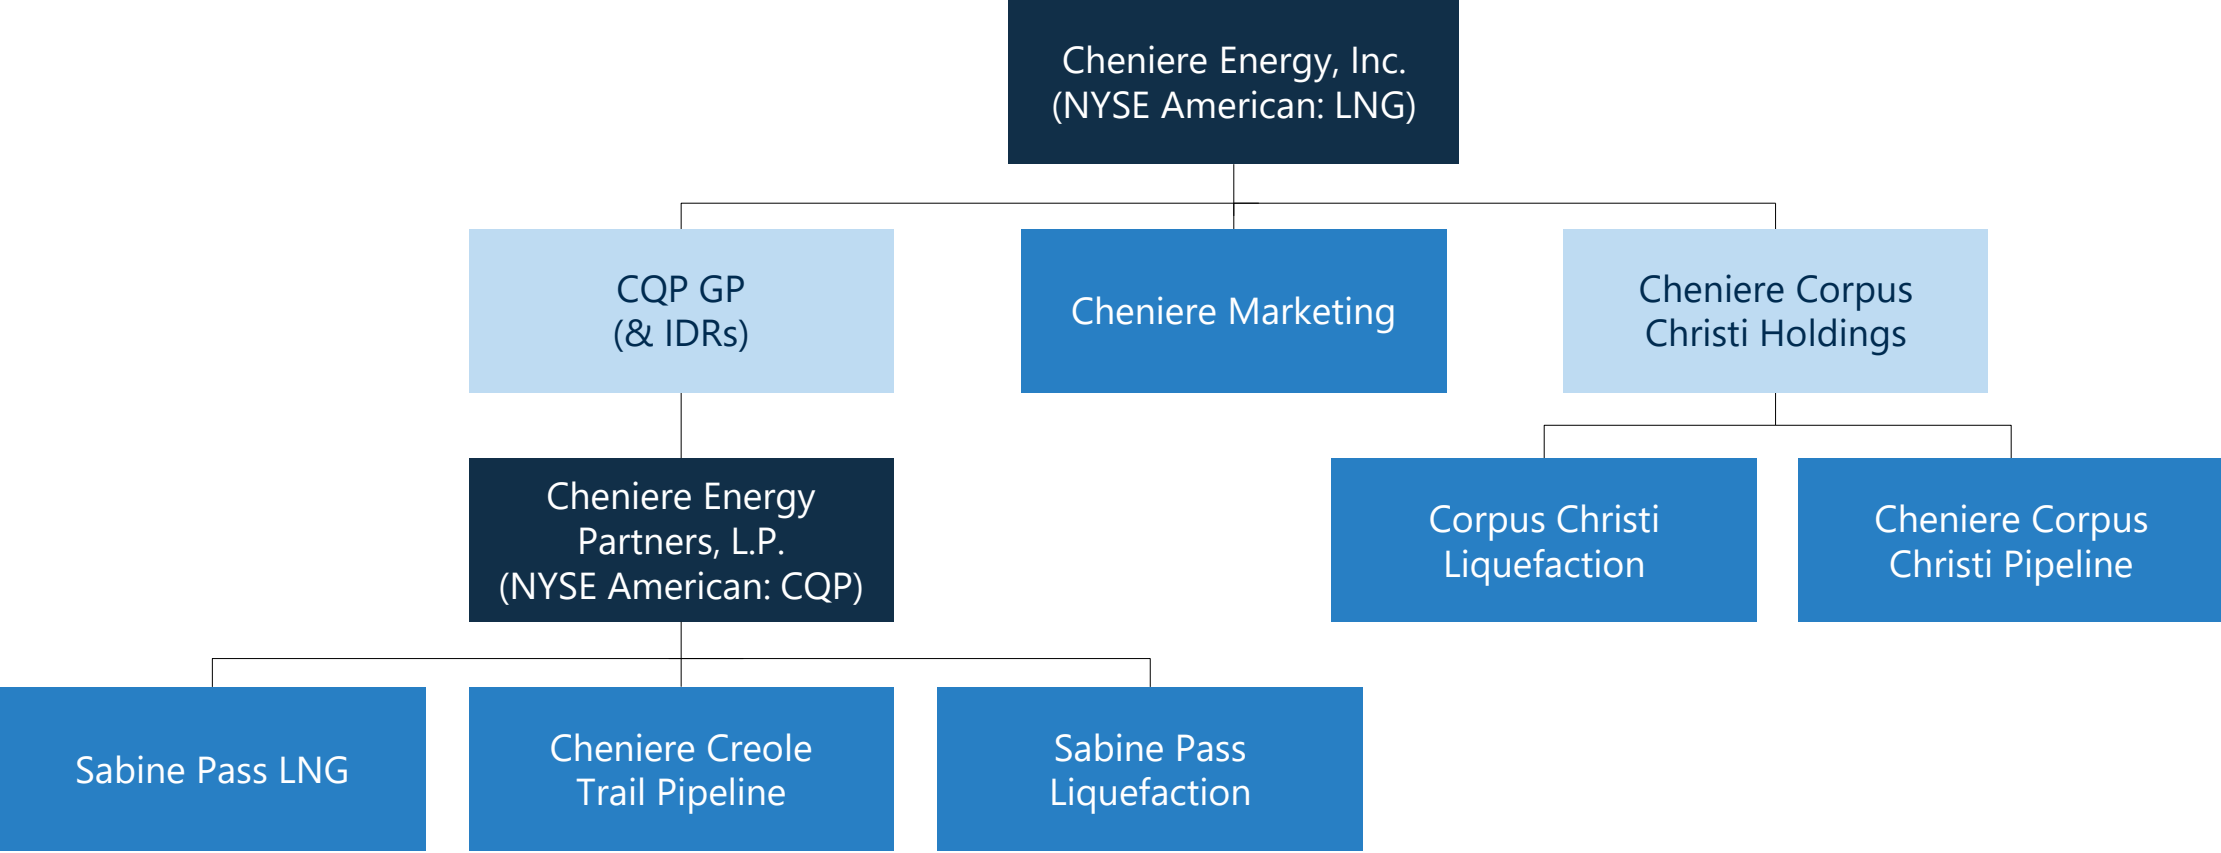 Cheniere Energy, Inc.
(NYSE American: LNG)
CQP GP
(& IDRs)
Cheniere Marketing
Cheniere Corpus
Christi Holdings
Cheniere Energy
Partners, L.P.
(NYSE American: CQP)
Corpus Christi
Liquefaction
Cheniere Corpus
Christi Pipeline
Sabine Pass LNG
Cheniere Creole
Trail Pipeline
Sabine Pass
Liquefaction